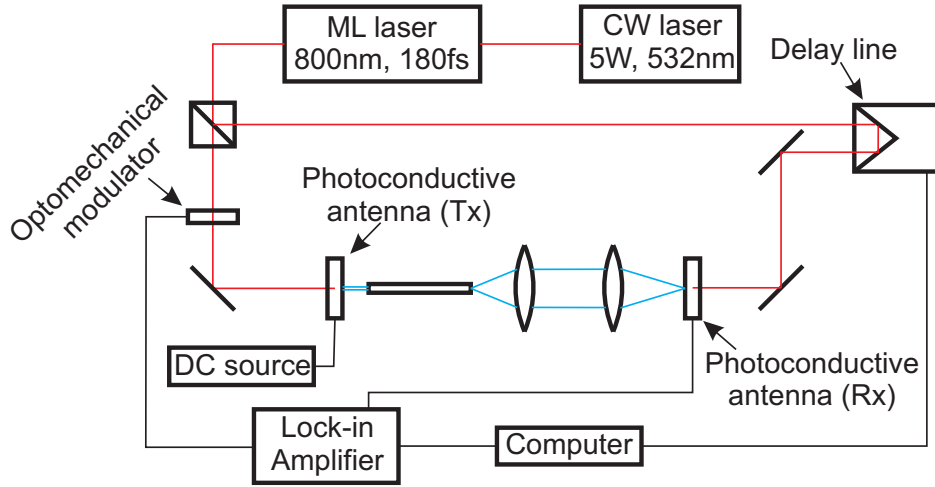 ML laser
800nm, 180fs
CW laser
5W, 532nm
Delay line
Optomechanical
modulator
Photoconductive
antenna (Tx)
DC source
Photoconductive
antenna (Rx)
Lock-in
Amplifier
Computer